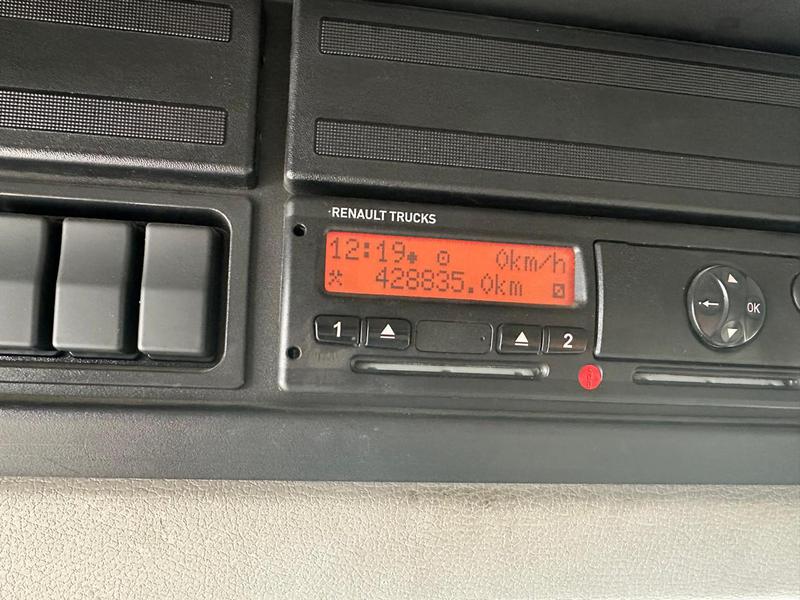 RENAULT TRUCKS
12:19 0km/h
428835.0km
1 2
OK